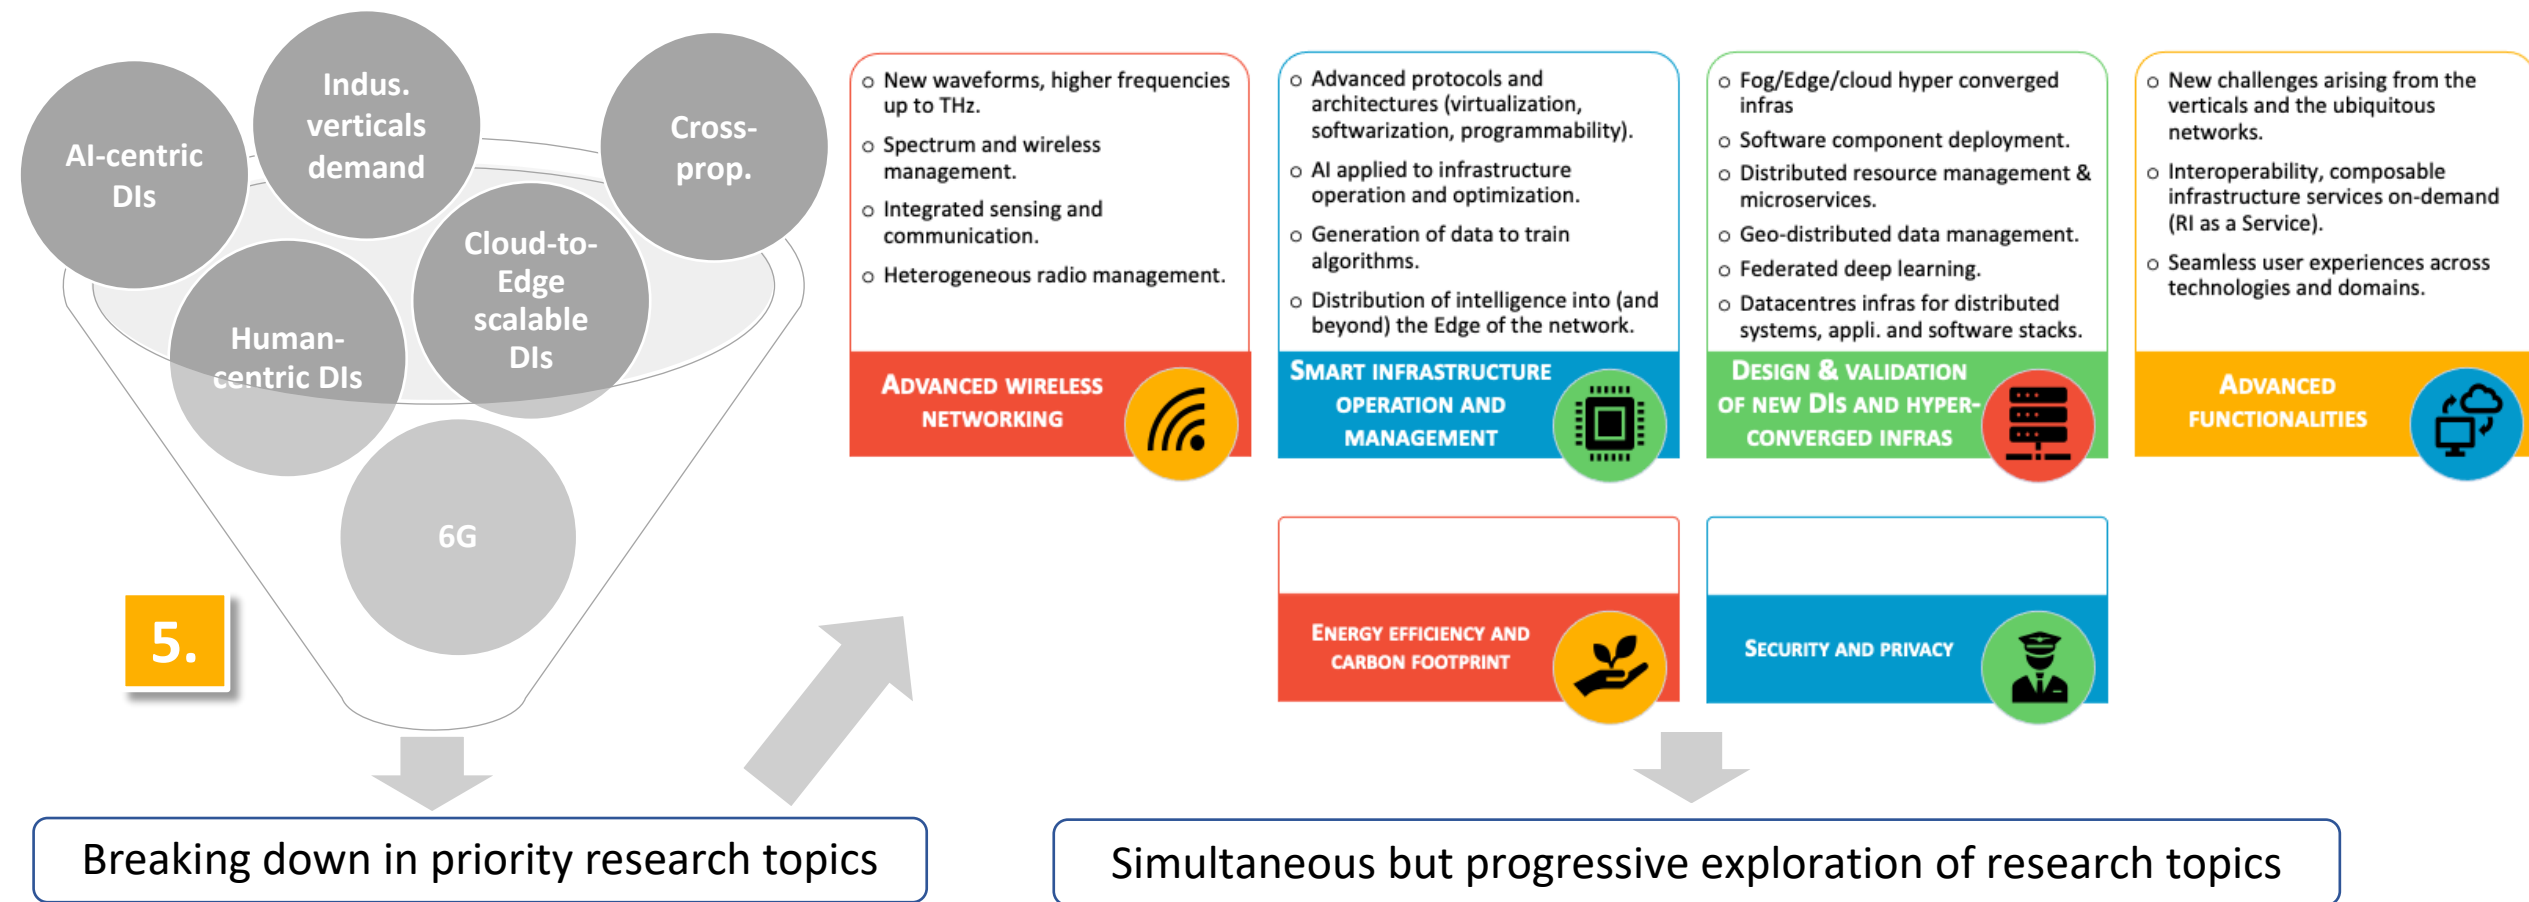 AI-centric
DIs
Indus.
verticals
demand
Cross-
prop.
Human-
centric DIs
Cloud-to-
Edge
scalable
DIs
6G
5.
Breaking down in priority research topics
○ New waveforms, higher frequencies
up to THz.
○ Spectrum and wireless
management.
○ Integrated sensing and
communication.
○ Heterogeneous radio management.
ADVANCED WIRELESS
NETWORKING
○ Advanced protocols and
architectures (virtualization,
softwarization, programmability).
○ AI applied to infrastructure
operation and optimization.
○ Generation of data to train
algorithms.
○ Distribution of intelligence into (and
beyond) the Edge of the network.
SMART INFRASTRUCTURE
OPERATION AND
MANAGEMENT
○ Fog/Edge/cloud hyper converged
infras
○ Software component deployment.
○ Distributed resource management &
microservices.
○ Geo-distributed data management.
○ Federated deep learning.
○ Datacentres infras for distributed
systems, appli. and software stacks.
DESIGN & VALIDATION
OF NEW DIS AND HYPER-
CONVERGED INFRAS
○ New challenges arising from the
verticals and the ubiquitous
networks.
○ Interoperability, composable
infrastructure services on-demand
(RI as a Service).
○ Seamless user experiences across
technologies and domains.
ADVANCED
FUNCTIONALITIES
ENERGY EFFICIENCY AND
CARBON FOOTPRINT
SECURITY AND PRIVACY
Simultaneous but progressive exploration of research topics